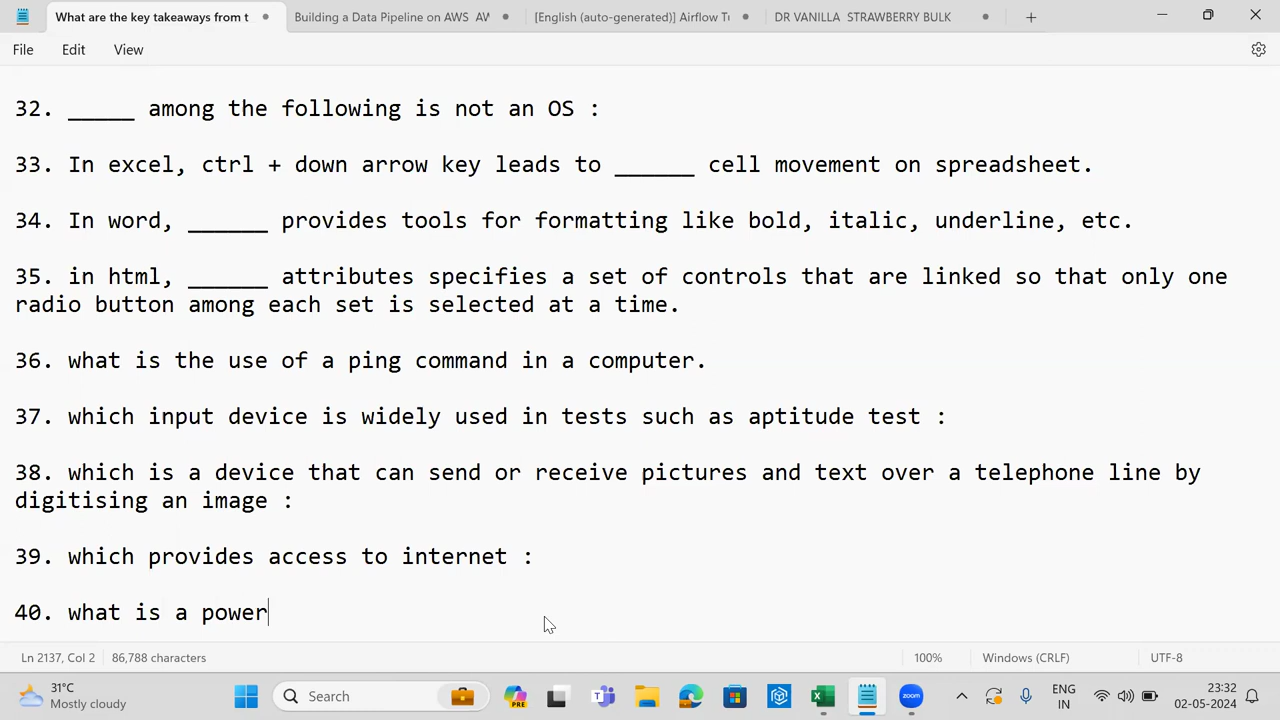 What are the key takeaways from t
Building a Data Pipeline on AWS AW
[English (auto-generated)] Airflow Tu
DR VANILLA STRAWBERRY BULK
File Edit View
32. _____ among the following is not an OS :
33. In excel, ctrl + down arrow key leads to ______ cell movement on spreadsheet.
34. In word, ______ provides tools for formatting like bold, italic, underline, etc.
35. in html, ______ attributes specifies a set of controls that are linked so that only one
radio button among each set is selected at a time.
36. what is the use of a ping command in a computer.
37. which input device is widely used in tests such as aptitude test :
38. which is a device that can send or receive pictures and text over a telephone line by
digitising an image :
39. which provides access to internet :
40. what is a power
Ln 2137, Col 2 86,788 characters 100% Windows (CRLF) UTF-8
31°C
Mostly cloudy
Search
PRE
zoom
ENG
IN
23:32
02-05-2024